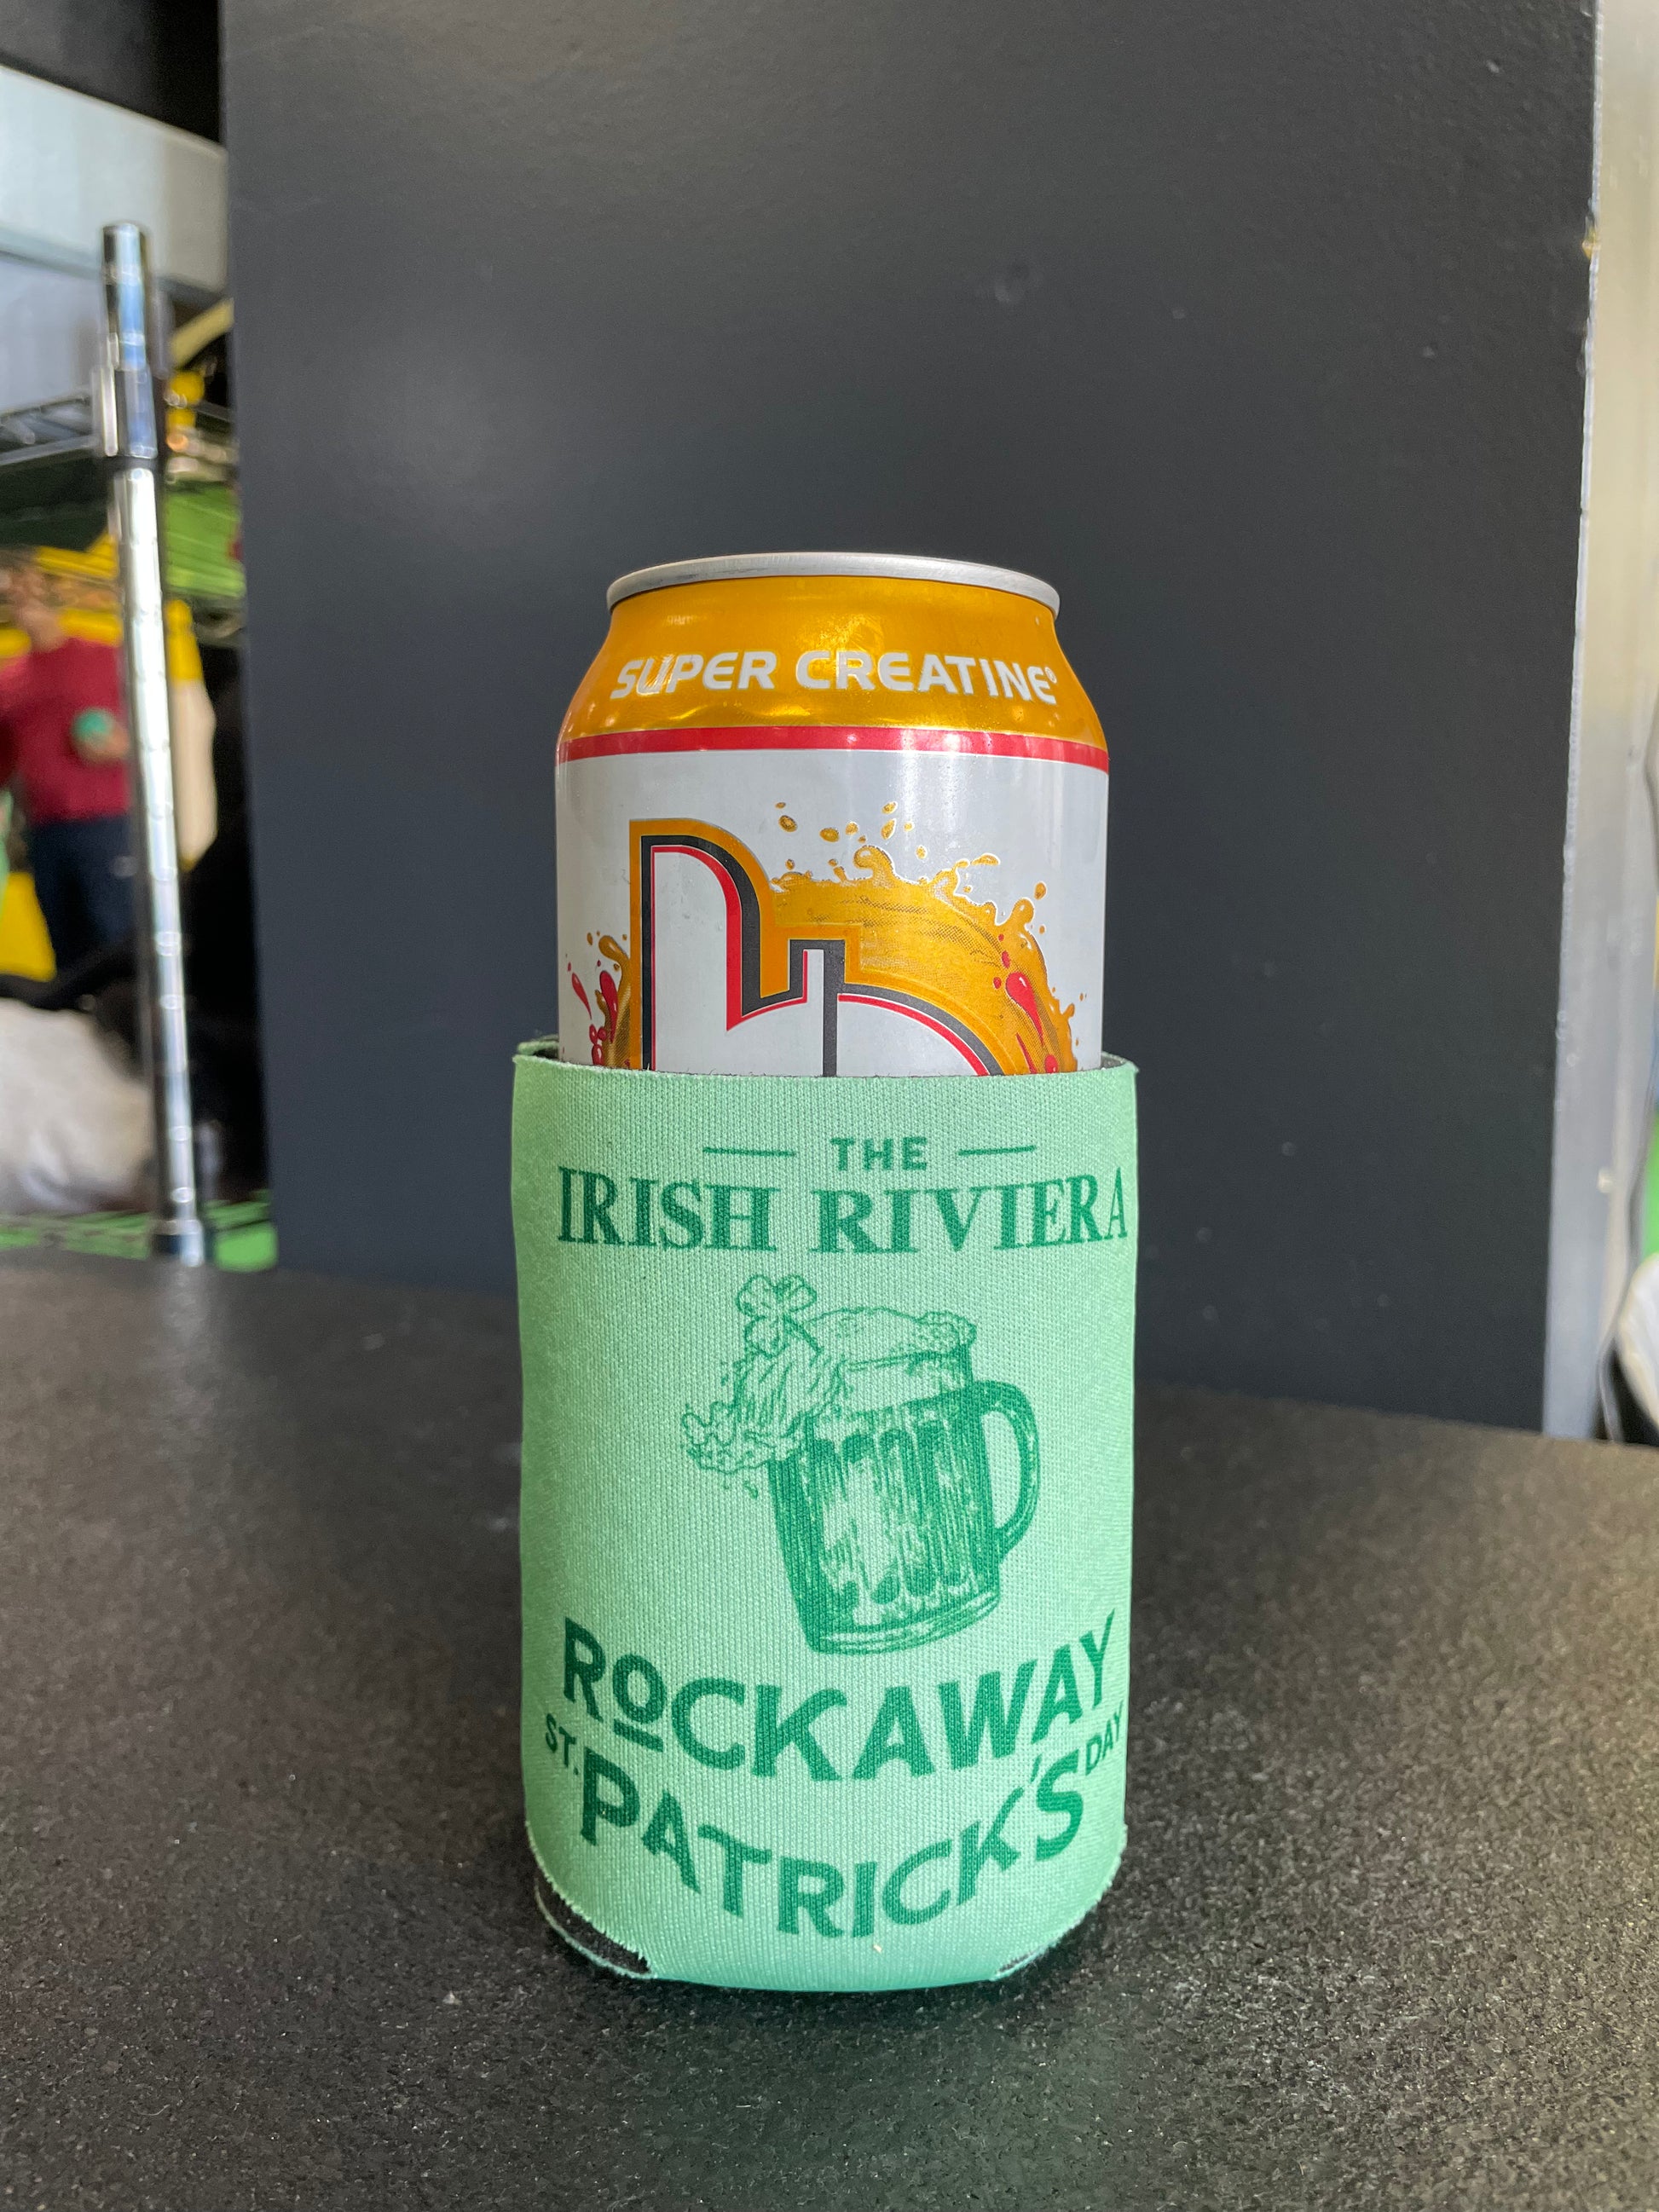 SUPER CREATINE®
b
THE
IRISH RIVIERA
ROCKAWAY
ST. PATRICK'S DAY